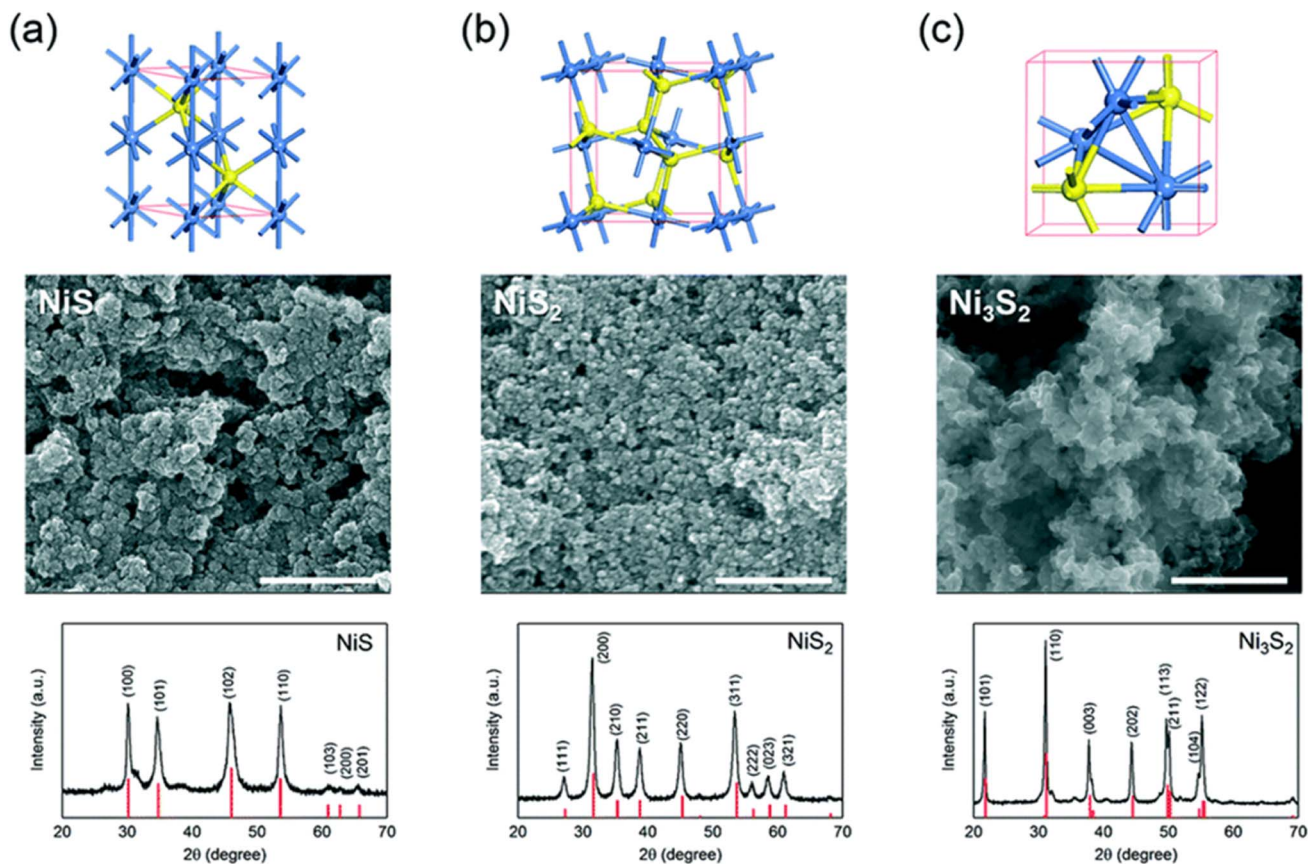 (a)
(b)
(c)
NiS
NiS₂
Ni₃S₂
NiS
(100)
(101)
(102)
(110)
(103)
(200)
(201)
Intensity (a.u.)
20 30 40 50 60 70
2θ (degree)
NiS₂
(111)
(200)
(210)
(211)
(220)
(311)
(222)
(023)
(321)
Intensity (a.u.)
20 30 40 50 60 70
2θ (degree)
Ni₃S₂
(101)
(110)
(003)
(202)
(113)
(211)
(104)
(122)
Intensity (a.u.)
20 30 40 50 60 70
2θ (degree)